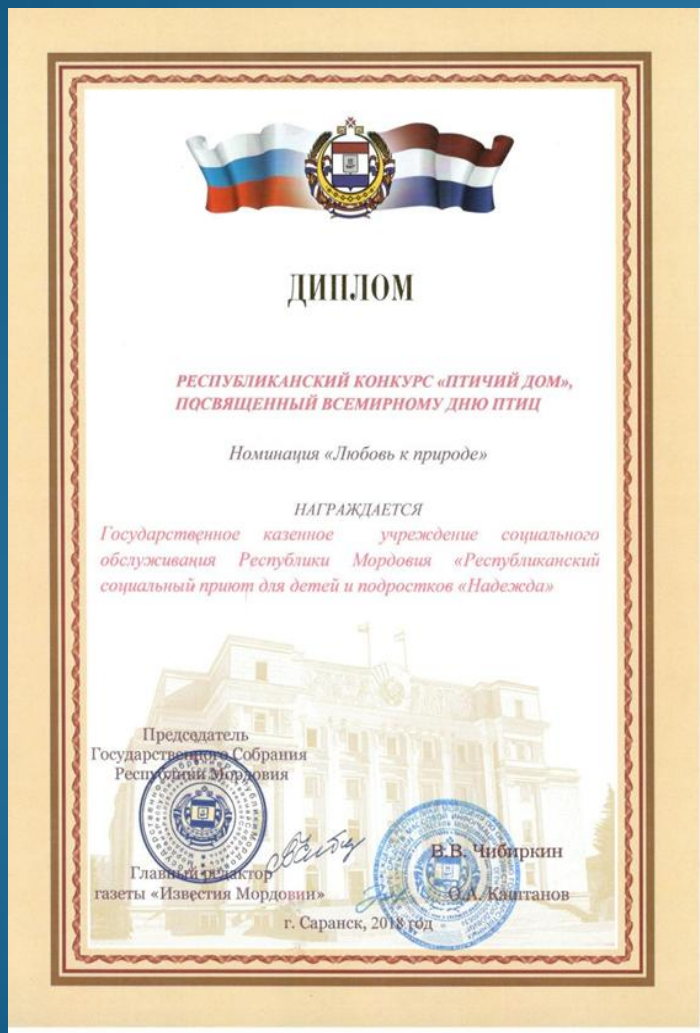 ДИПЛОМ
РЕСПУБЛИКАНСКИЙ КОНКУРС «ПТИЧИЙ ДОМ»,
ПОСВЯЩЕННЫЙ ВСЕМИРНОМУ ДНЮ ПТИЦ
Номинация «Любовь к природе»
НАГРАЖДАЕТСЯ
Государственное казенное учреждение социального
обслуживания Республики Мордовия «Республиканский
социальный приют для детей и подростков «Надежда»
Председатель
Государственного Собрания
Республики Мордовия
В.В. Чибиркин
Главный редактор
газеты «Известия Мордовии»
О.А. Каштанов
г. Саранск, 2018 год